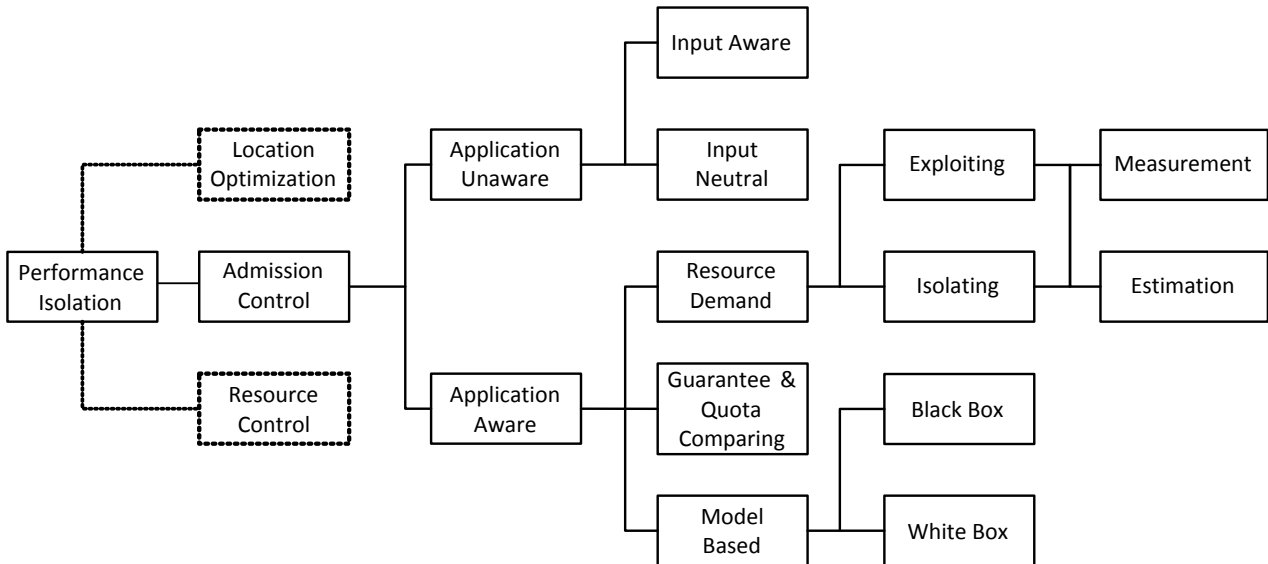 Performance
Isolation
Location
Optimization
Admission
Control
Resource
Control
Application
Unaware
Application
Aware
Input Aware
Input
Neutral
Resource
Demand
Guarantee &
Quota
Comparing
Model
Based
Exploiting
Isolating
Black Box
White Box
Measurement
Estimation